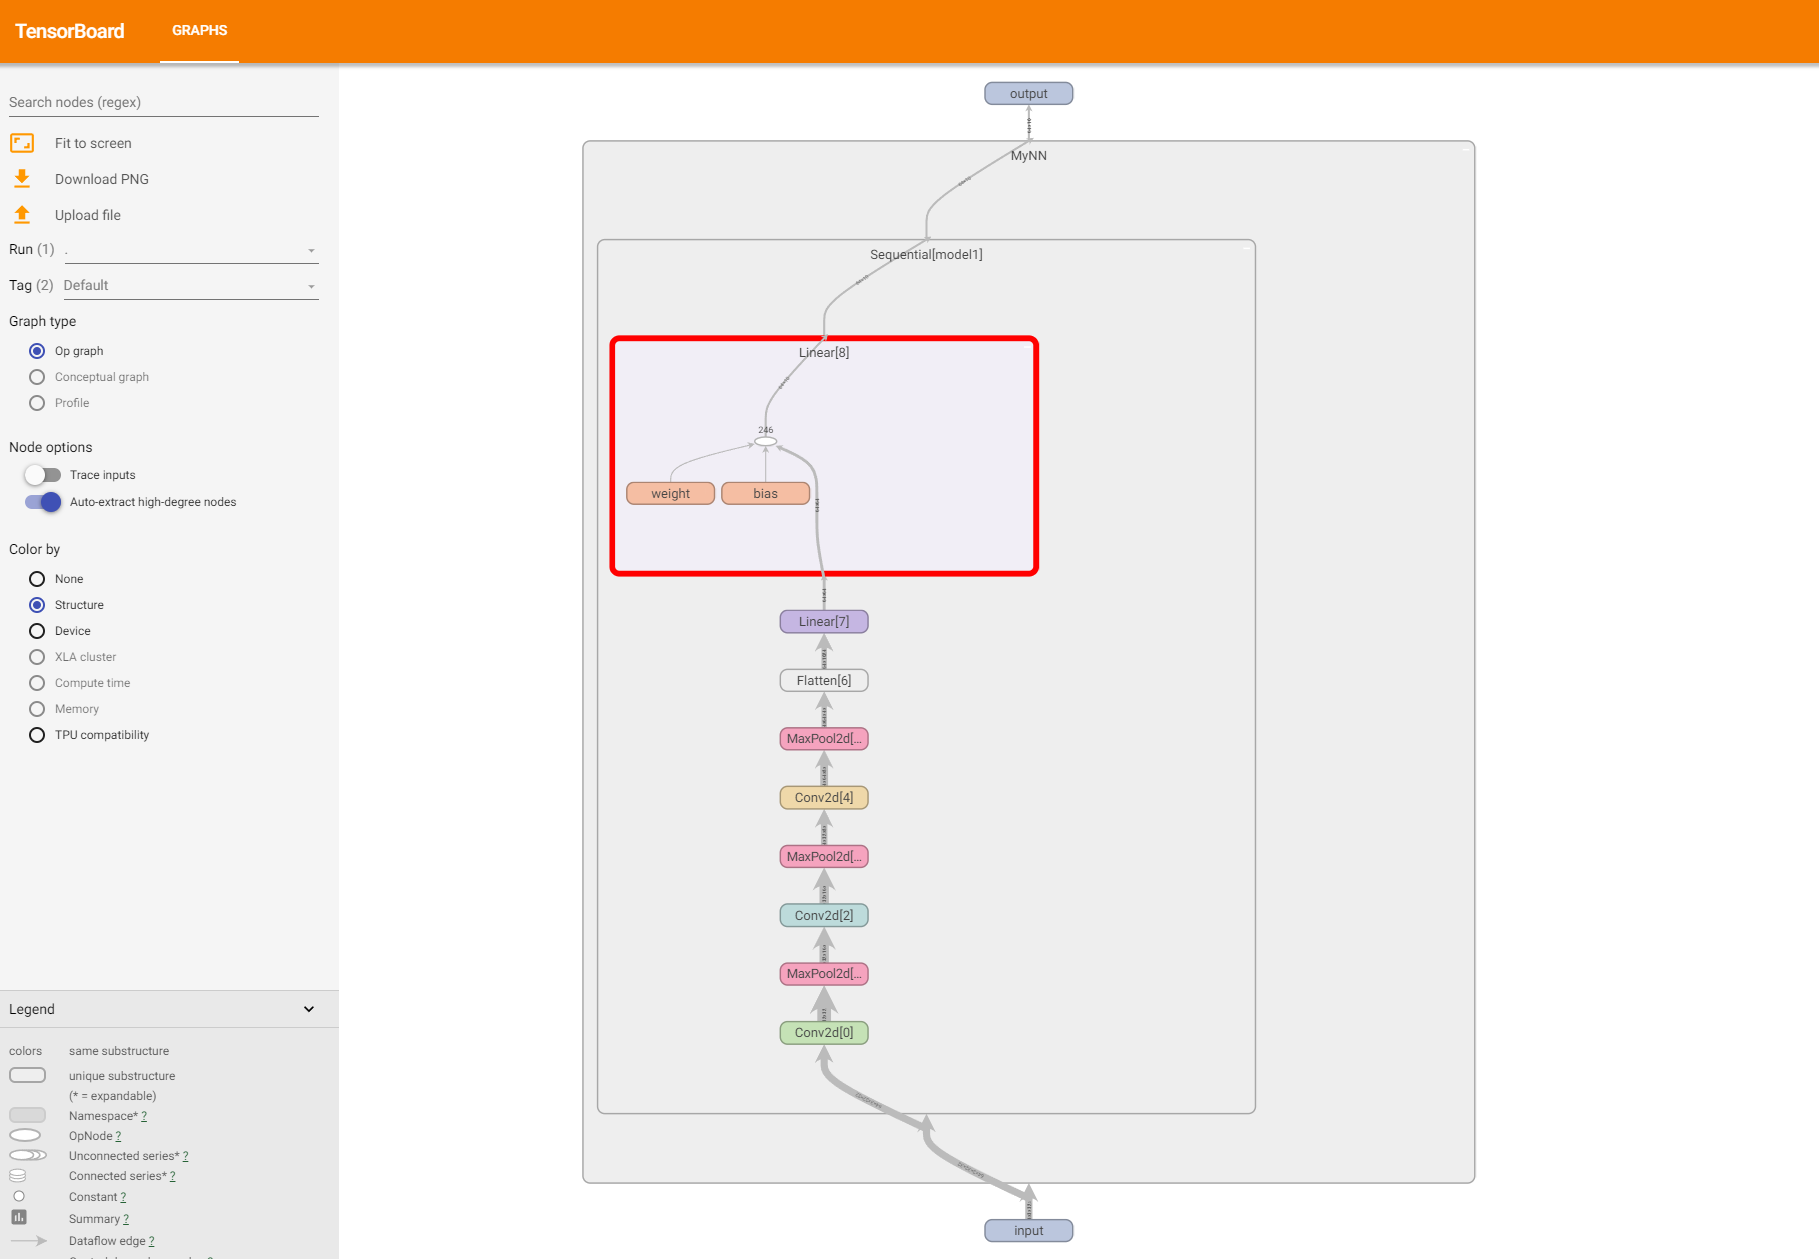 TensorBoard GRAPHS
Search nodes (regex)
Fit to screen
Download PNG
Upload file
Run (1) .
Tag (2) Default
Graph type
Op graph
Conceptual graph
Profile
Node options
Trace inputs
Auto-extract high-degree nodes
Color by
None
Structure
Device
XLA cluster
Compute time
Memory
TPU compatibility
Legend
colors same substructure
unique substructure
(* = expandable)
Namespace* ?
OpNode ?
Unconnected series* ?
Connected series* ?
Constant ?
Summary ?
Dataflow edge ?
output
MyNN
Sequential[model1]
Linear[8]
246
weight bias
Linear[7]
Flatten[6]
MaxPool2d[...
Conv2d[4]
MaxPool2d[...
Conv2d[2]
MaxPool2d[...
Conv2d[0]
input